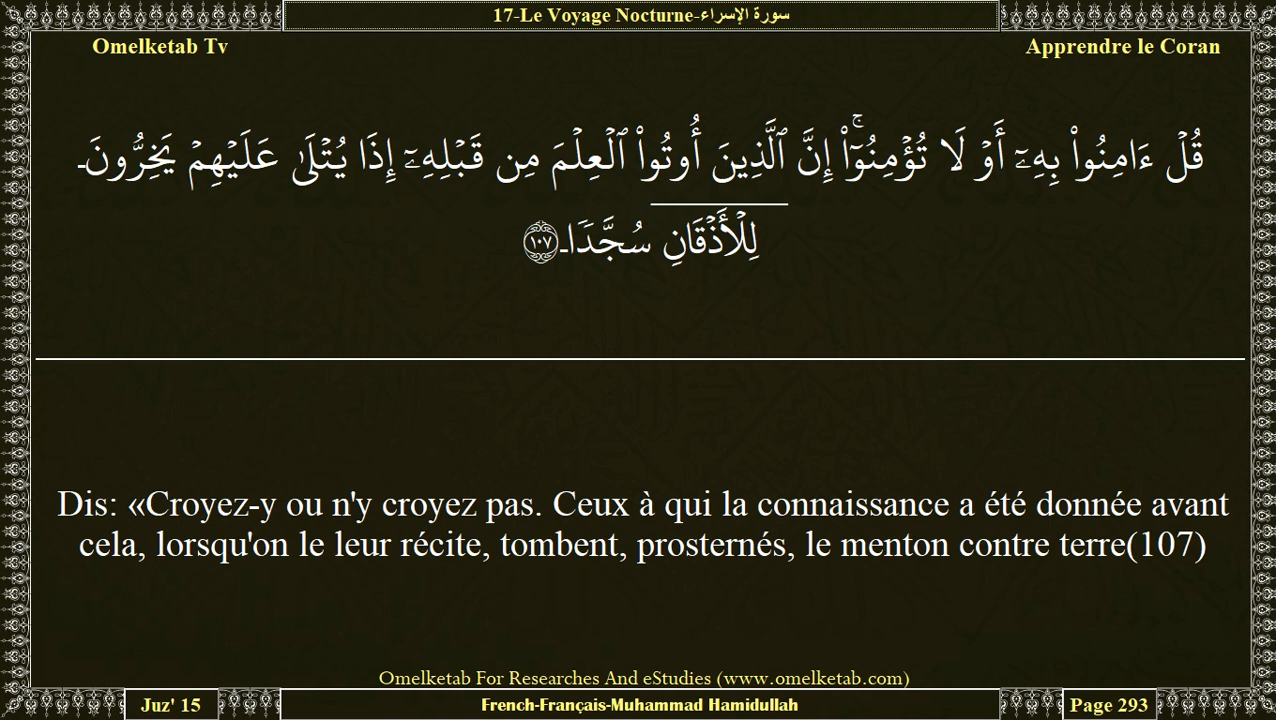 17-Le Voyage Nocturne-سورة الإسراء
Omelketab Tv
Apprendre le Coran
قُلۡ ءَامِنُواْ بِهِۦٓ أَوۡ لَا تُؤۡمِنُوٓاْۚ إِنَّ ٱلَّذِينَ أُوتُواْ ٱلۡعِلۡمَ مِن قَبۡلِهِۦٓ إِذَا يُتۡلَىٰ عَلَيۡهِمۡ يَخِرُّونَۤ
لِلۡأَذۡقَانِ سُجَّدٗاۤ ١٠٧
Dis: «Croyez-y ou n'y croyez pas. Ceux à qui la connaissance a été donnée avant
cela, lorsqu'on le leur récite, tombent, prosternés, le menton contre terre(107)
Omelketab For Researches And eStudies (www.omelketab.com)
Juz' 15
French-Français-Muhammad Hamidullah
Page 293